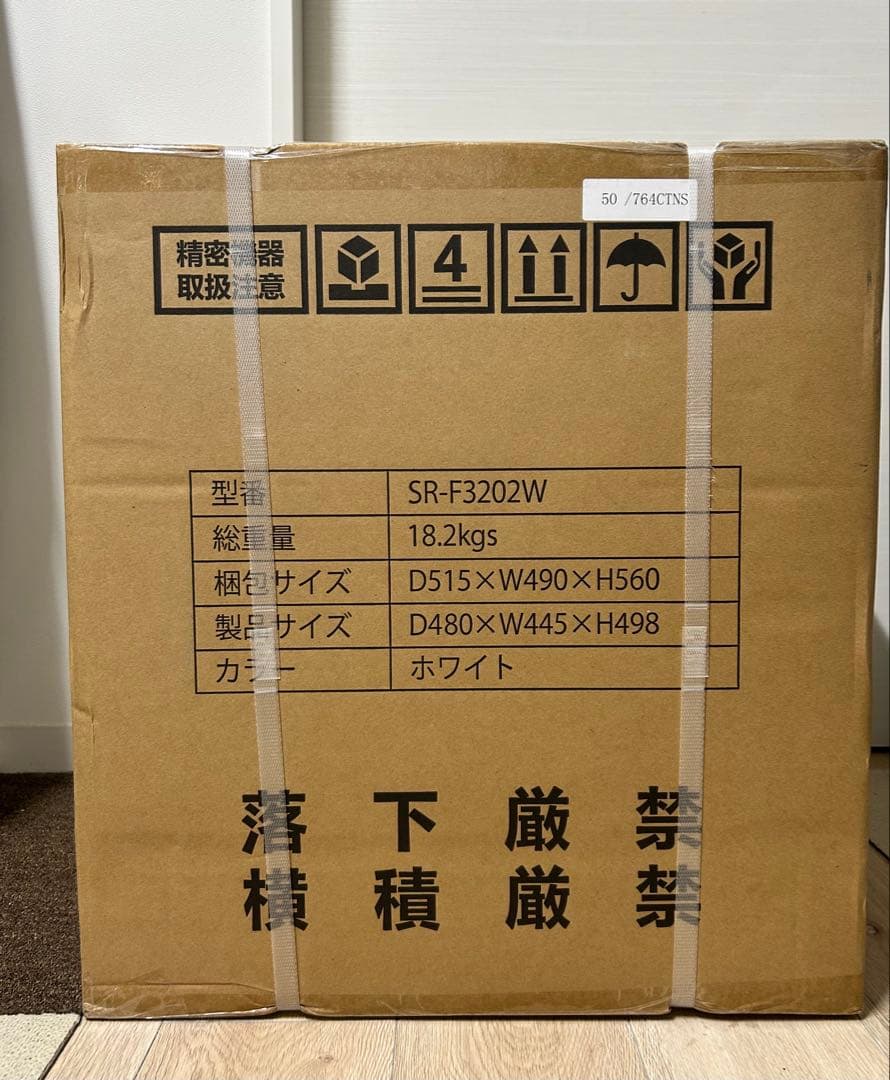 50 /764CTNS
精密機器
取扱注意
4
型番 SR-F3202W
総重量 18.2kgs
梱包サイズ D515×W490×H560
製品サイズ D480×W445×H498
カラー ホワイト
落下厳禁
横積厳禁